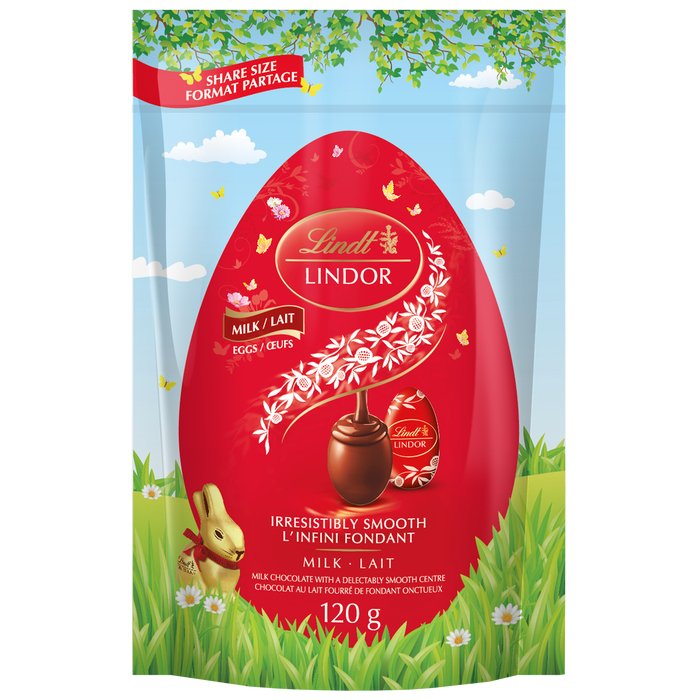 SHARE SIZE
FORMAT PARTAGE
Lindt
LINDOR
MILK / LAIT
EGGS / ŒUFS
Lindt
LINDOR
IRRESISTIBLY SMOOTH
L'INFINI FONDANT
MILK · LAIT
MILK CHOCOLATE WITH A DELECTABLY SMOOTH CENTRE
CHOCOLAT AU LAIT FOURRÉ DE FONDANT ONCTUEUX
120 g
Lindt